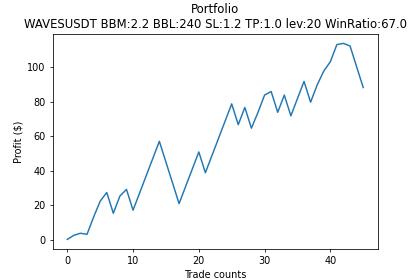 Portfolio
WAVESUSDT BBM:2.2 BBL:240 SL:1.2 TP:1.0 lev:20 WinRatio:67.0
100
80
60
40
20
0
Profit ($)
0 10 20 30 40
Trade counts